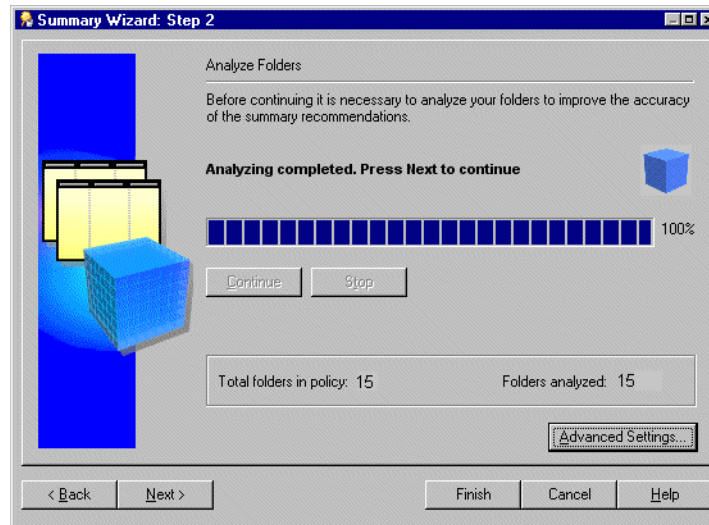 Summary Wizard: Step 2
Analyze Folders
Before continuing it is necessary to analyze your folders to improve the accuracy
of the summary recommendations.
Analyzing completed. Press Next to continue
100%
Continue Stop
Total folders in policy: 15 Folders analyzed: 15
Advanced Settings...
< Back Next > Finish Cancel Help